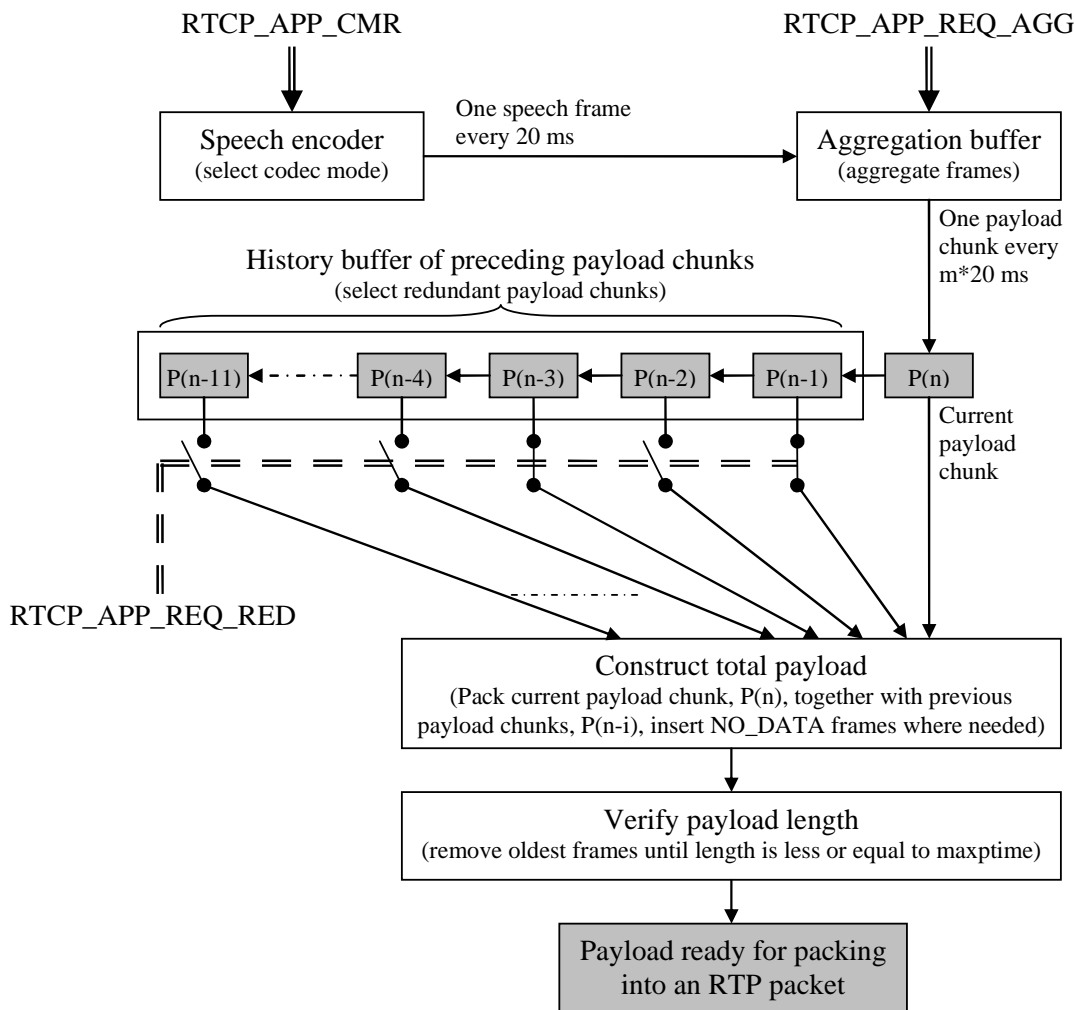 RTCP_APP_CMR
RTCP_APP_REQ_AGG
Speech encoder
(select codec mode)
One speech frame
every 20 ms
Aggregation buffer
(aggregate frames)
One payload
chunk every
m*20 ms
History buffer of preceding payload chunks
(select redundant payload chunks)
P(n-11)
P(n-4)
P(n-3)
P(n-2)
P(n-1)
P(n)
Current
payload
chunk
RTCP_APP_REQ_RED
Construct total payload
(Pack current payload chunk, P(n), together with previous
payload chunks, P(n-i), insert NO_DATA frames where needed)
Verify payload length
(remove oldest frames until length is less or equal to maxptime)
Payload ready for packing
into an RTP packet